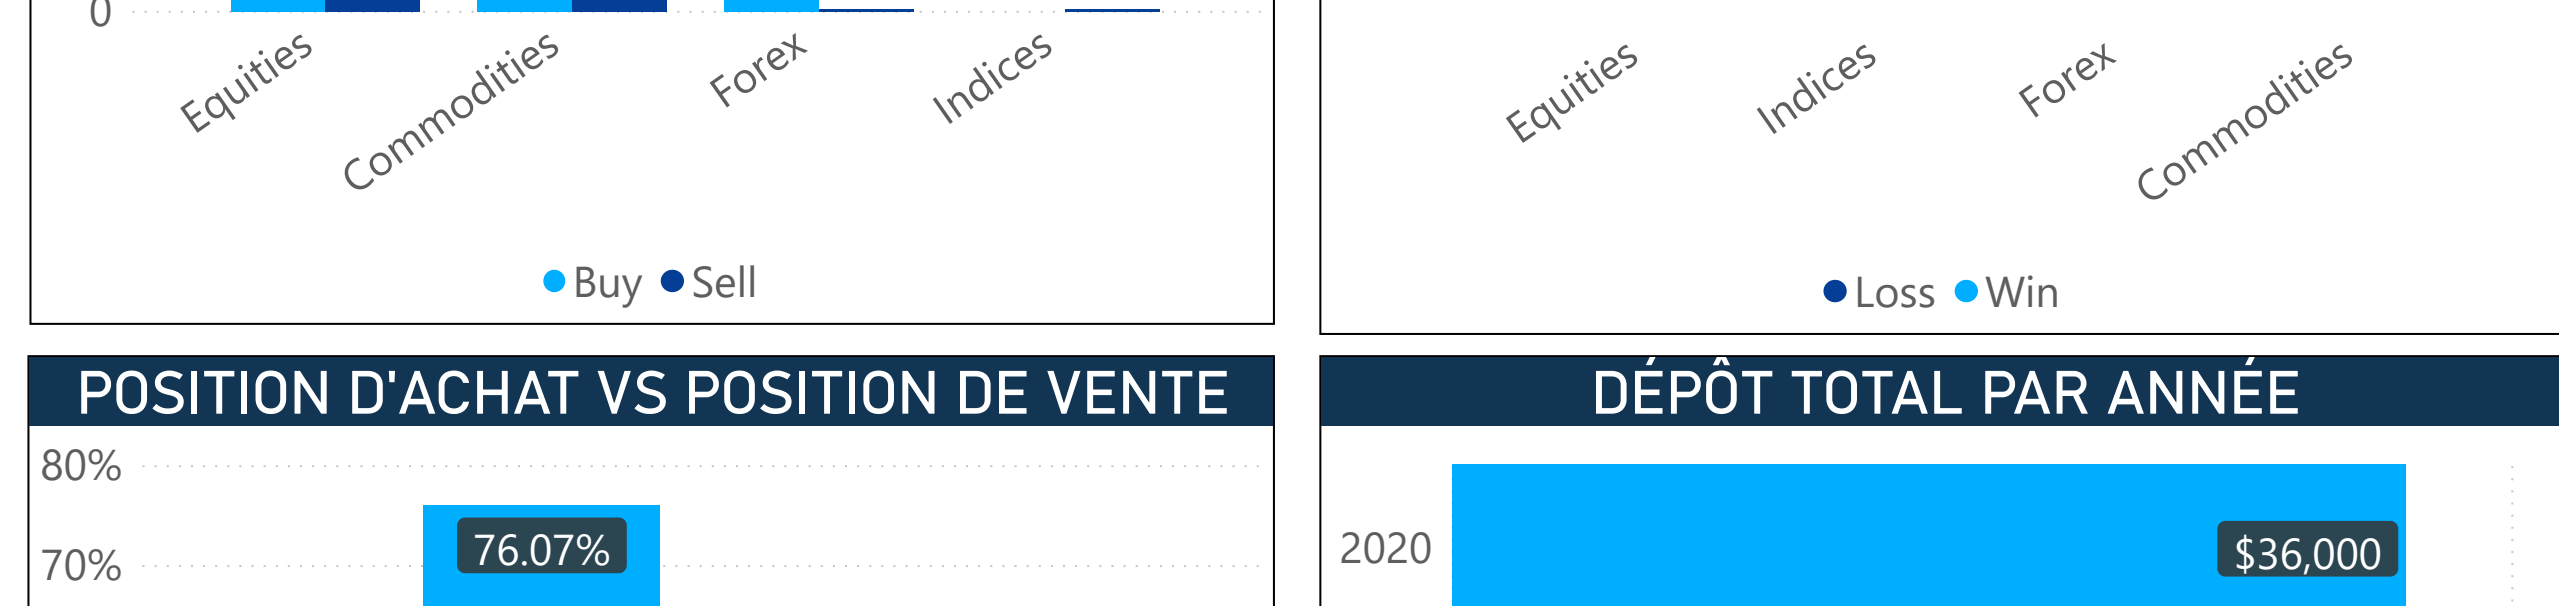 0
Equities
Commodities
Forex
Indices
Buy Sell
Equities
Indices
Forex
Commodities
Loss Win
POSITION D'ACHAT VS POSITION DE VENTE
80%
76.07%
70%
DÉPÔT TOTAL PAR ANNÉE
2020
$36,000